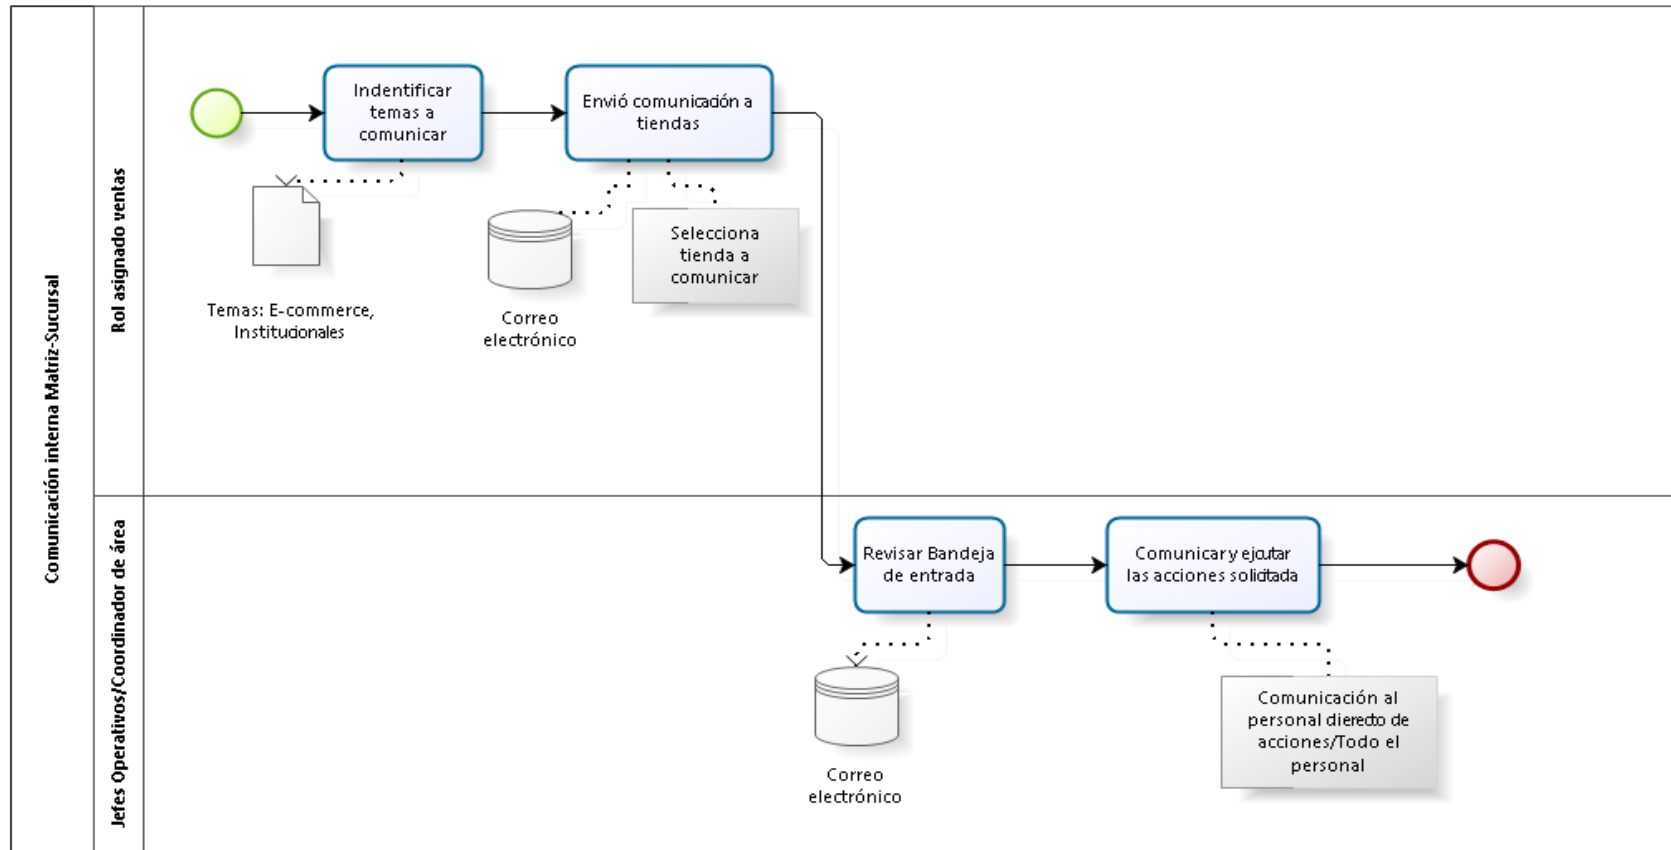 Comunicación interna Matriz-Sucursal
Rol asignado ventas
Indentificar
temas a
comunicar
Envió comunicación a
tiendas
Temas: E-commerce,
Institucionales
Correo
electrónico
Selecciona
tienda a
comunicar
Jefes Operativos/Coordinador de área
Revisar Bandeja
de entrada
Comunicar y ejcutar
las acciones solicitada
Correo
electrónico
Comunicación al
personal dierecto de
acciones/Todo el
personal